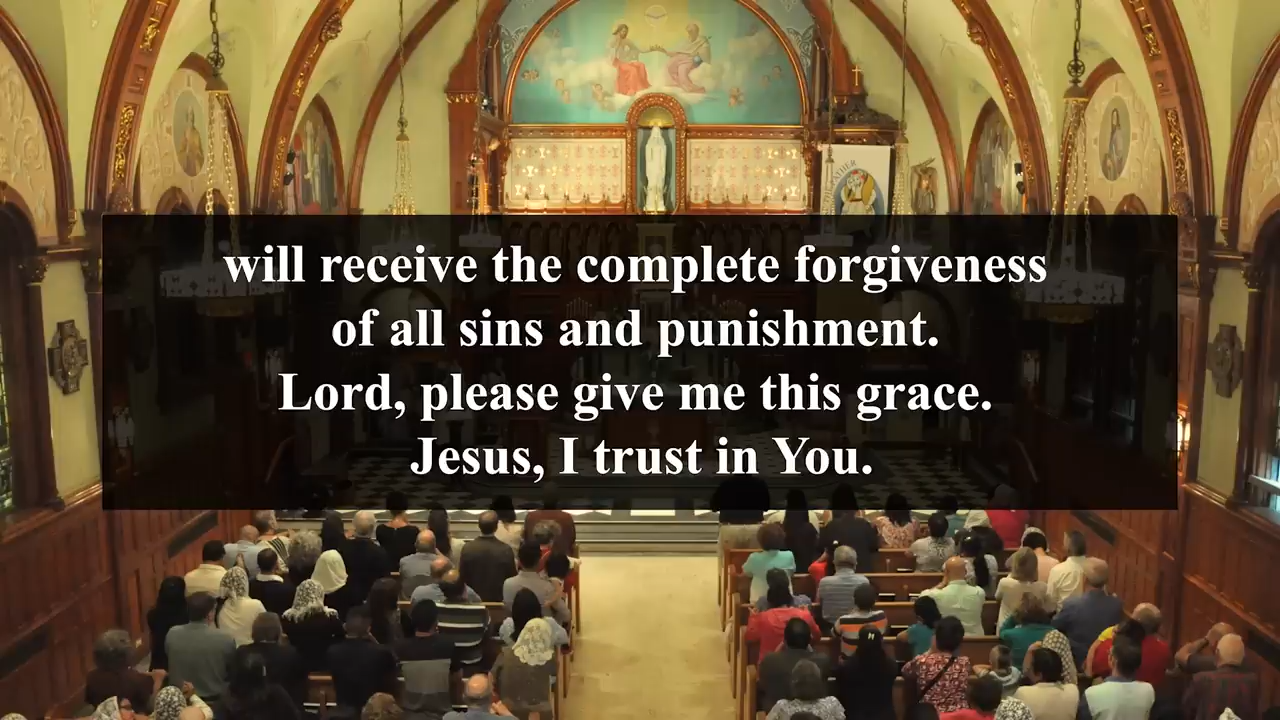 will receive the complete forgiveness
of all sins and punishment.
Lord, please give me this grace.
Jesus, I trust in You.